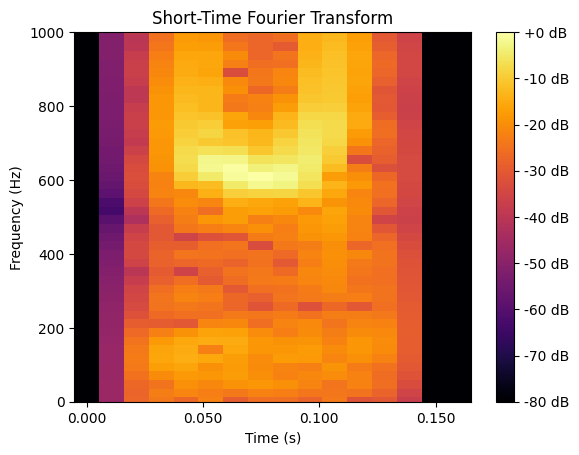 Short-Time Fourier Transform
1000
800
600
400
200
0
Frequency (Hz)
0.000
0.050
0.100
0.150
Time (s)
+0 dB
-10 dB
-20 dB
-30 dB
-40 dB
-50 dB
-60 dB
-70 dB
-80 dB